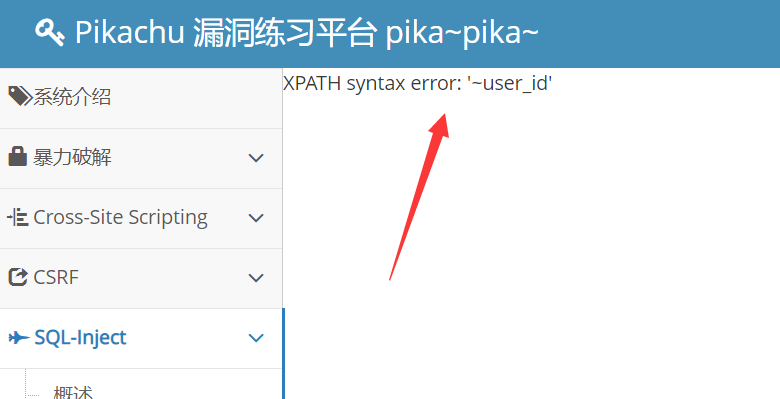 Pikachu 漏洞练习平台 pika~pika~
系统介绍
XPATH syntax error: '~user_id'
暴力破解
Cross-Site Scripting
CSRF
SQL-Inject
概述